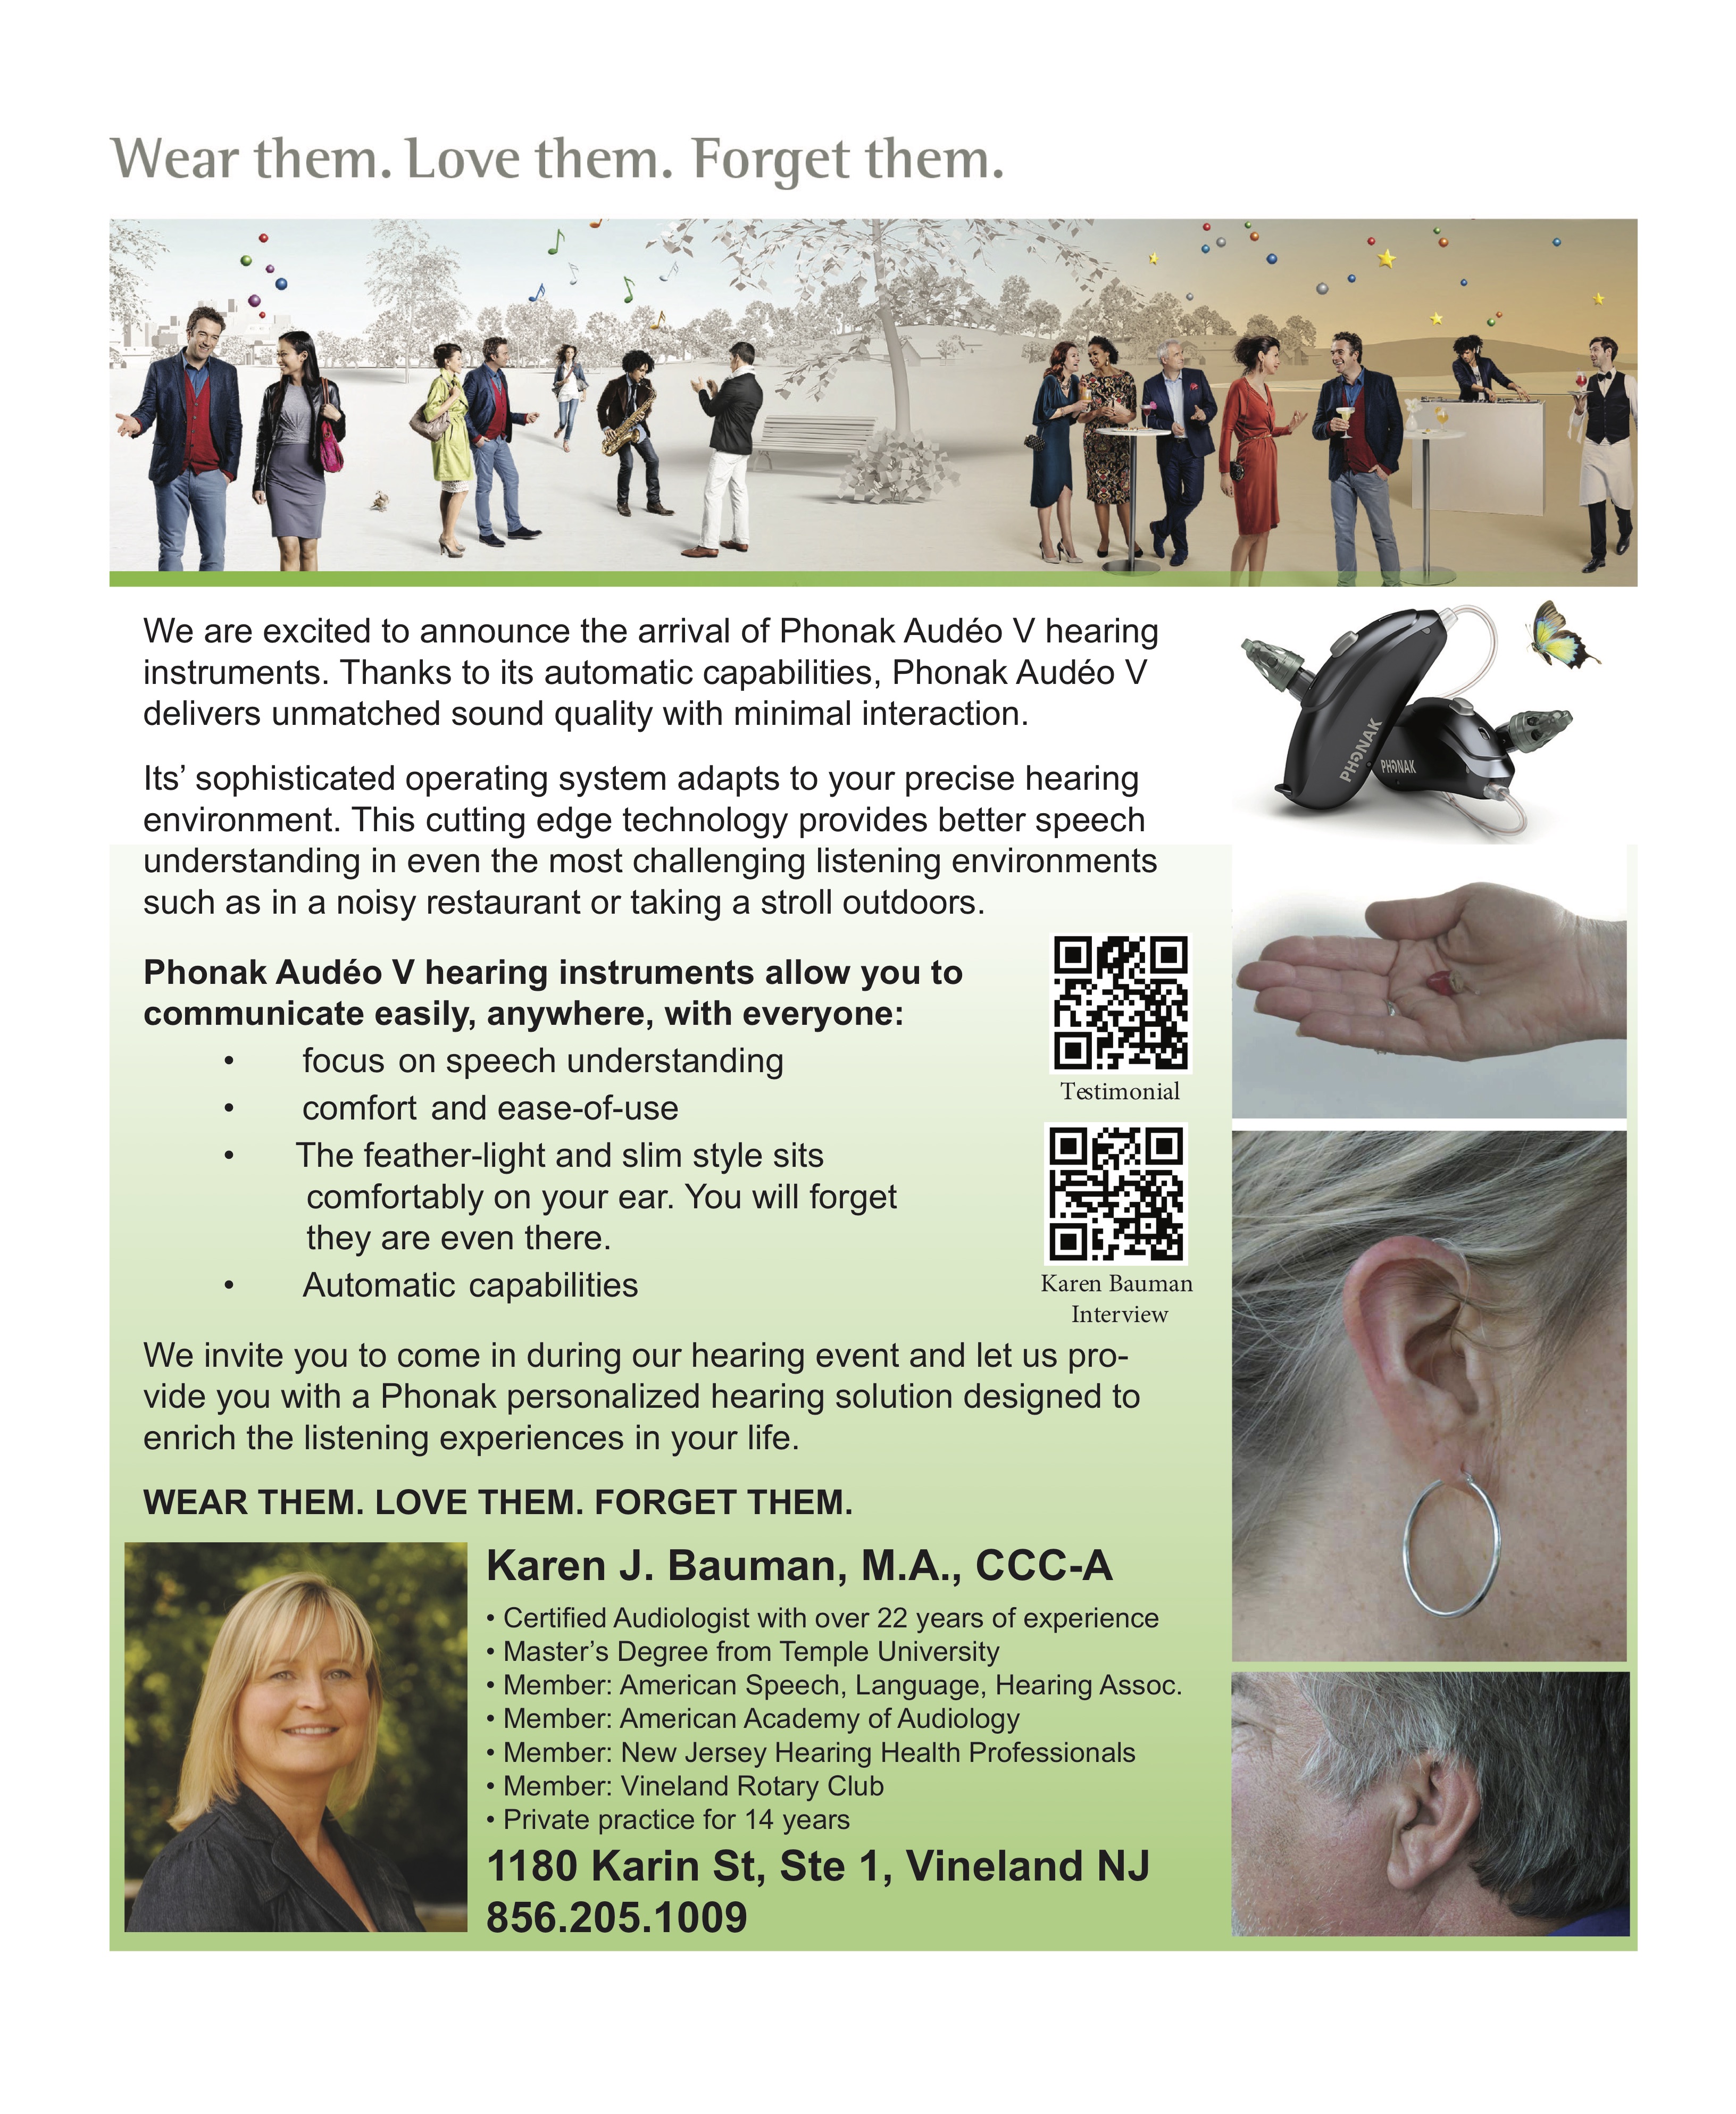 Wear them. Love them. Forget them.
We are excited to announce the arrival of Phonak Audéo V hearing
instruments. Thanks to its automatic capabilities, Phonak Audéo V
delivers unmatched sound quality with minimal interaction.
Its’ sophisticated operating system adapts to your precise hearing
environment. This cutting edge technology provides better speech
understanding in even the most challenging listening environments
such as in a noisy restaurant or taking a stroll outdoors.
PHONAK
PHONAK
Phonak Audéo V hearing instruments allow you to
communicate easily, anywhere, with everyone:
• focus on speech understanding
• comfort and ease-of-use
• The feather-light and slim style sits
comfortably on your ear. You will forget
they are even there.
• Automatic capabilities
Testimonial
Karen Bauman
Interview
We invite you to come in during our hearing event and let us pro-
vide you with a Phonak personalized hearing solution designed to
enrich the listening experiences in your life.
WEAR THEM. LOVE THEM. FORGET THEM.
Karen J. Bauman, M.A., CCC-A
• Certified Audiologist with over 22 years of experience
• Master’s Degree from Temple University
• Member: American Speech, Language, Hearing Assoc.
• Member: American Academy of Audiology
• Member: New Jersey Hearing Health Professionals
• Member: Vineland Rotary Club
• Private practice for 14 years
1180 Karin St, Ste 1, Vineland NJ
856.205.1009